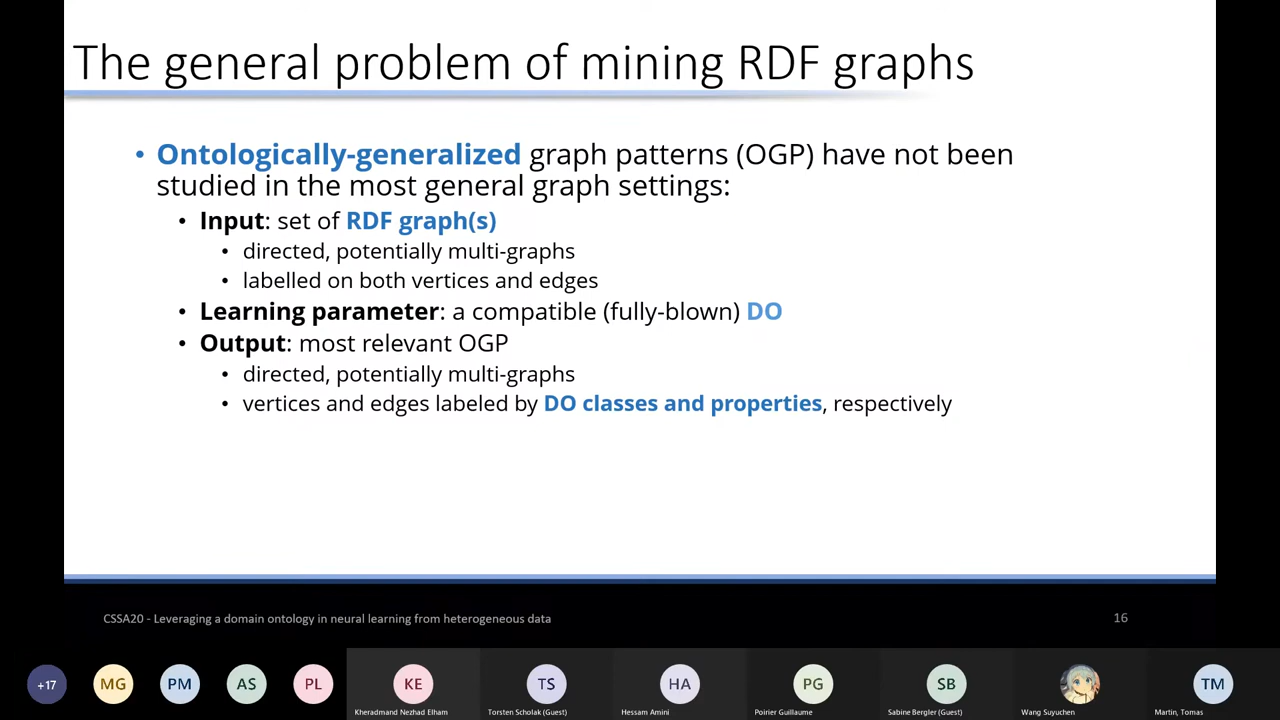 The general problem of mining RDF graphs
• Ontologically-generalized graph patterns (OGP) have not been
studied in the most general graph settings:
• Input: set of RDF graph(s)
• directed, potentially multi-graphs
• labelled on both vertices and edges
• Learning parameter: a compatible (fully-blown) DO
• Output: most relevant OGP
• directed, potentially multi-graphs
• vertices and edges labeled by DO classes and properties, respectively
CSSA20 - Leveraging a domain ontology in neural learning from heterogeneous data
16
+17
MG
PM
AS
PL
KE
TS
HA
PG
SB
TM
Kheradmand Nezhad Elham
Torsten Scholak (Guest)
Hessam Amini
Poirier Guillaume
Sabine Bergler (Guest)
Wang Suyuchen
Martin, Tomas